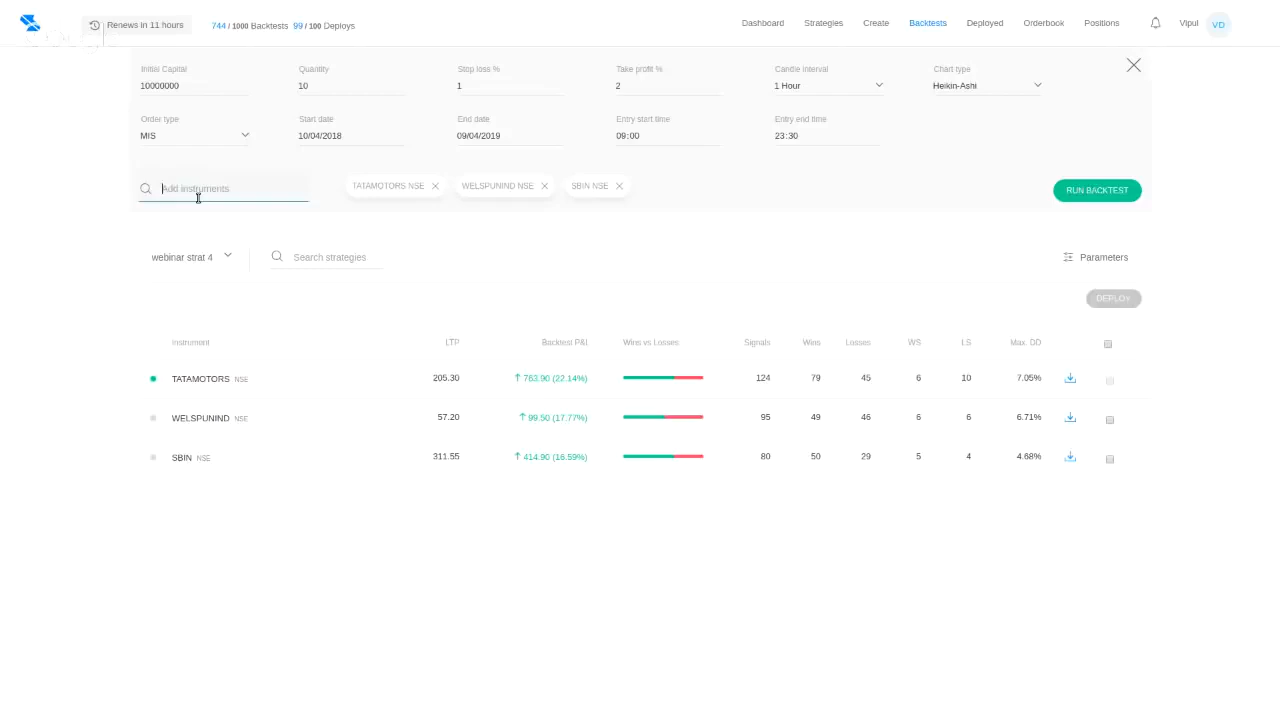 Renews in 11 hours 744 / 1000 Backtests 99 / 100 Deploys Dashboard Strategies Create Backtests Deployed Orderbook Positions Vipul VD
Initial Capital Quantity Stop loss % Take profit % Candle interval Chart type
10000000 10 1 2 1 Hour Heikin-Ashi
Order type Start date End date Entry start time Entry end time
MIS 10/04/2018 09/04/2019 09:00 23:30
Add instruments TATAMOTORS NSE WELSPUNIND NSE SBIN NSE RUN BACKTEST
webinar strat 4 Search strategies Parameters
DEPLOY
Instrument LTP Backtest P&L Wins vs Losses Signals Wins Losses WS LS Max. DD
TATAMOTORS NSE 205.30 763.90 (22.14%) 124 79 45 6 10 7.05%
WELSPUNIND NSE 57.20 99.50 (17.77%) 95 49 46 6 6 6.71%
SBIN NSE 311.55 414.90 (16.59%) 80 50 29 5 4 4.68%